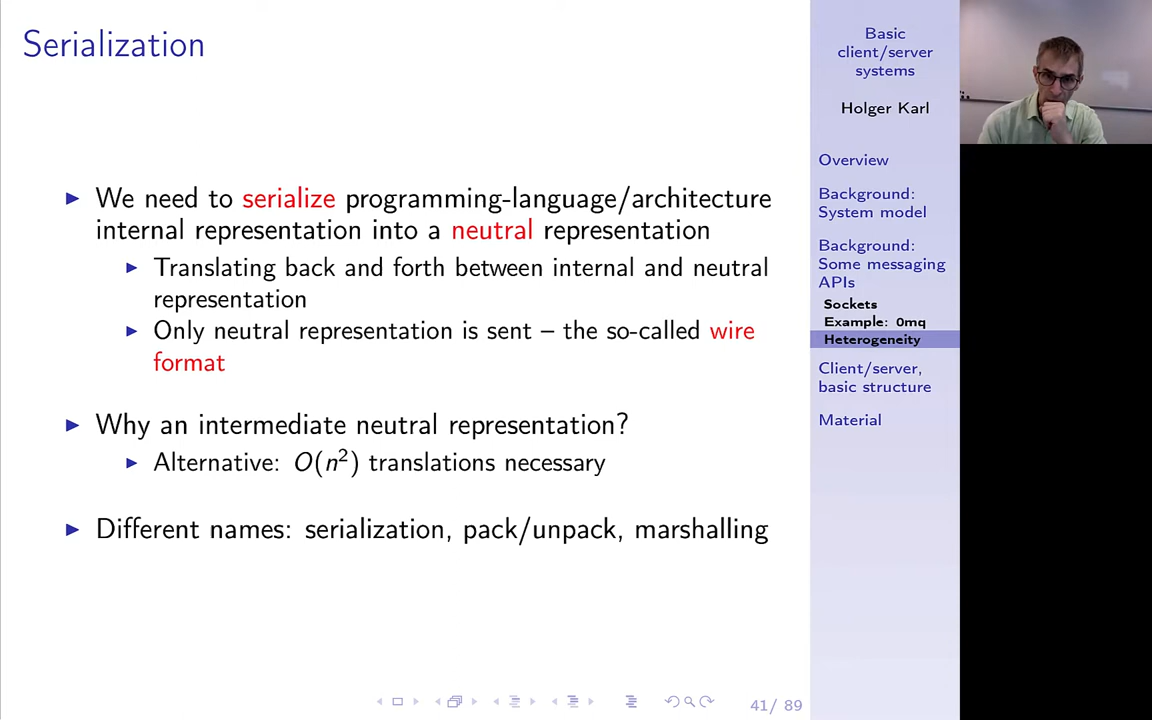 Serialization
We need to serialize programming-language/architecture
internal representation into a neutral representation
Translating back and forth between internal and neutral
representation
Only neutral representation is sent – the so-called wire
format
Why an intermediate neutral representation?
Alternative: O(n²) translations necessary
Different names: serialization, pack/unpack, marshalling
41/ 89
Basic
client/server
systems
Holger Karl
Overview
Background:
System model
Background:
Some messaging
APIs
Sockets
Example: 0mq
Heterogeneity
Client/server,
basic structure
Material